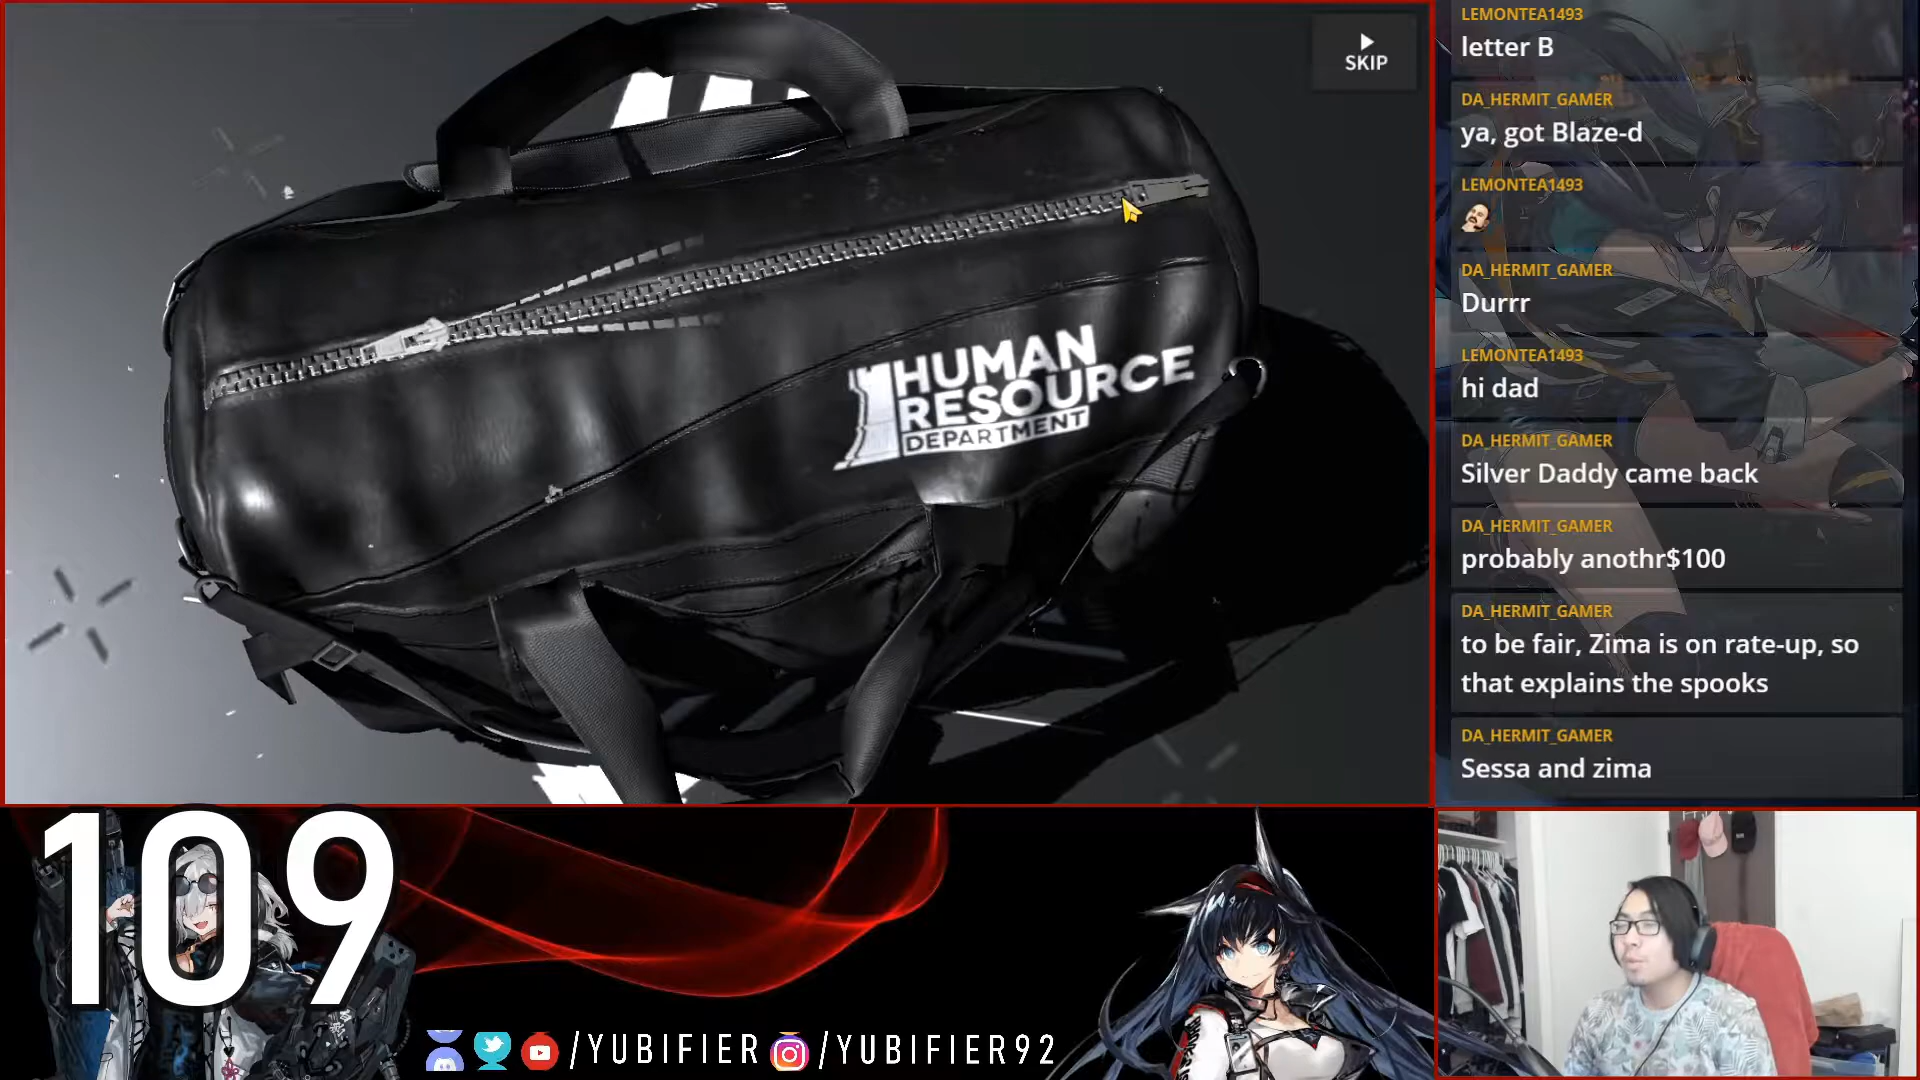 SKIP
HUMAN
RESOURCE
DEPARTMENT
LEMONTEA1493
letter B
DA_HERMIT_GAMER
ya, got Blaze-d
LEMONTEA1493
DA_HERMIT_GAMER
Durrr
LEMONTEA1493
hi dad
DA_HERMIT_GAMER
Silver Daddy came back
DA_HERMIT_GAMER
probably anothr$100
DA_HERMIT_GAMER
to be fair, Zima is on rate-up, so
that explains the spooks
DA_HERMIT_GAMER
Sessa and zima
109
/YUBIFIER /YUBIFIER92